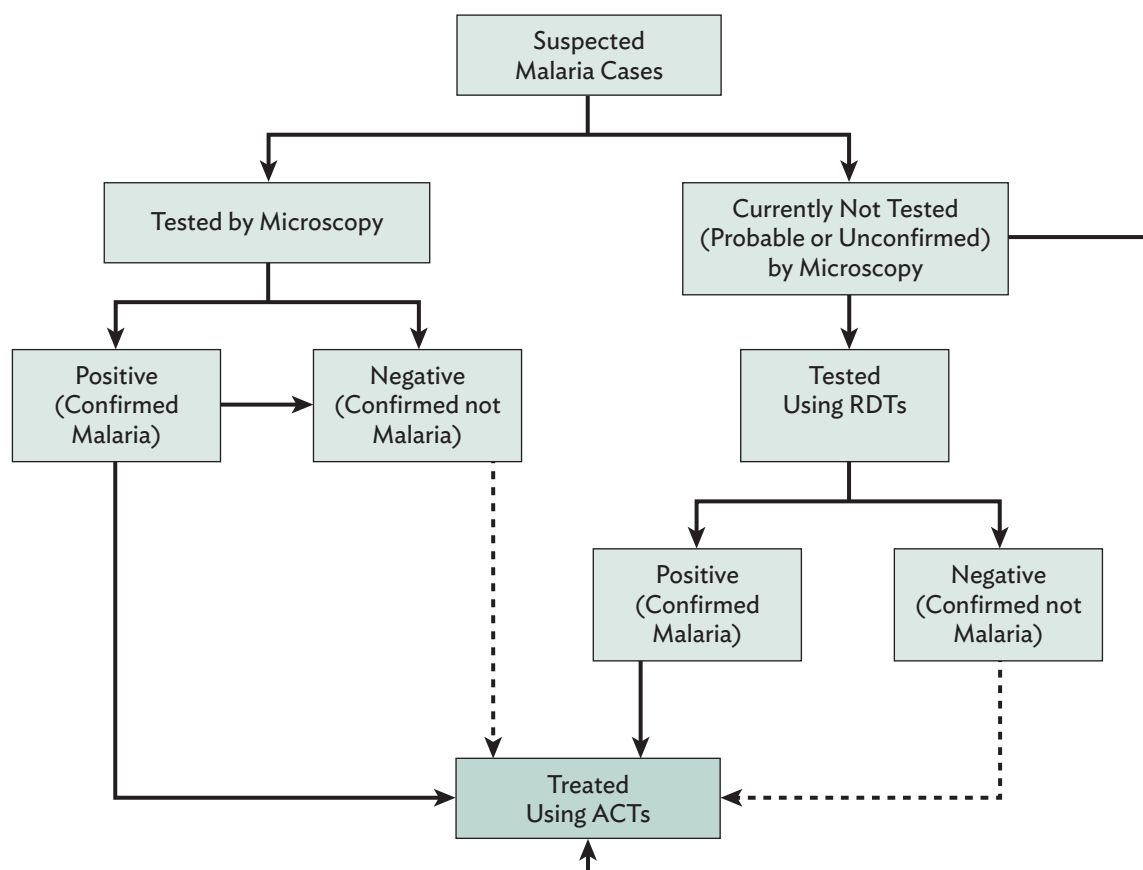 Suspected
Malaria Cases
Tested by Microscopy
Currently Not Tested
(Probable or Unconfirmed)
by Microscopy
Positive
(Confirmed
Malaria)
Negative
(Confirmed not
Malaria)
Tested
Using RDTs
Positive
(Confirmed
Malaria)
Negative
(Confirmed not
Malaria)
Treated
Using ACTs